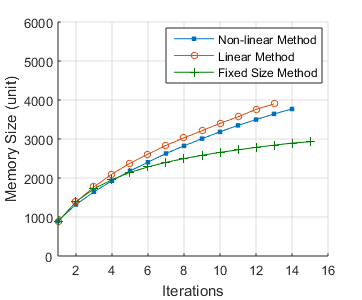 6000
5000
4000
3000
2000
1000
0
Memory Size (unit)
Non-linear Method
Linear Method
Fixed Size Method
2 4 6 8 10 12 14 16
Iterations